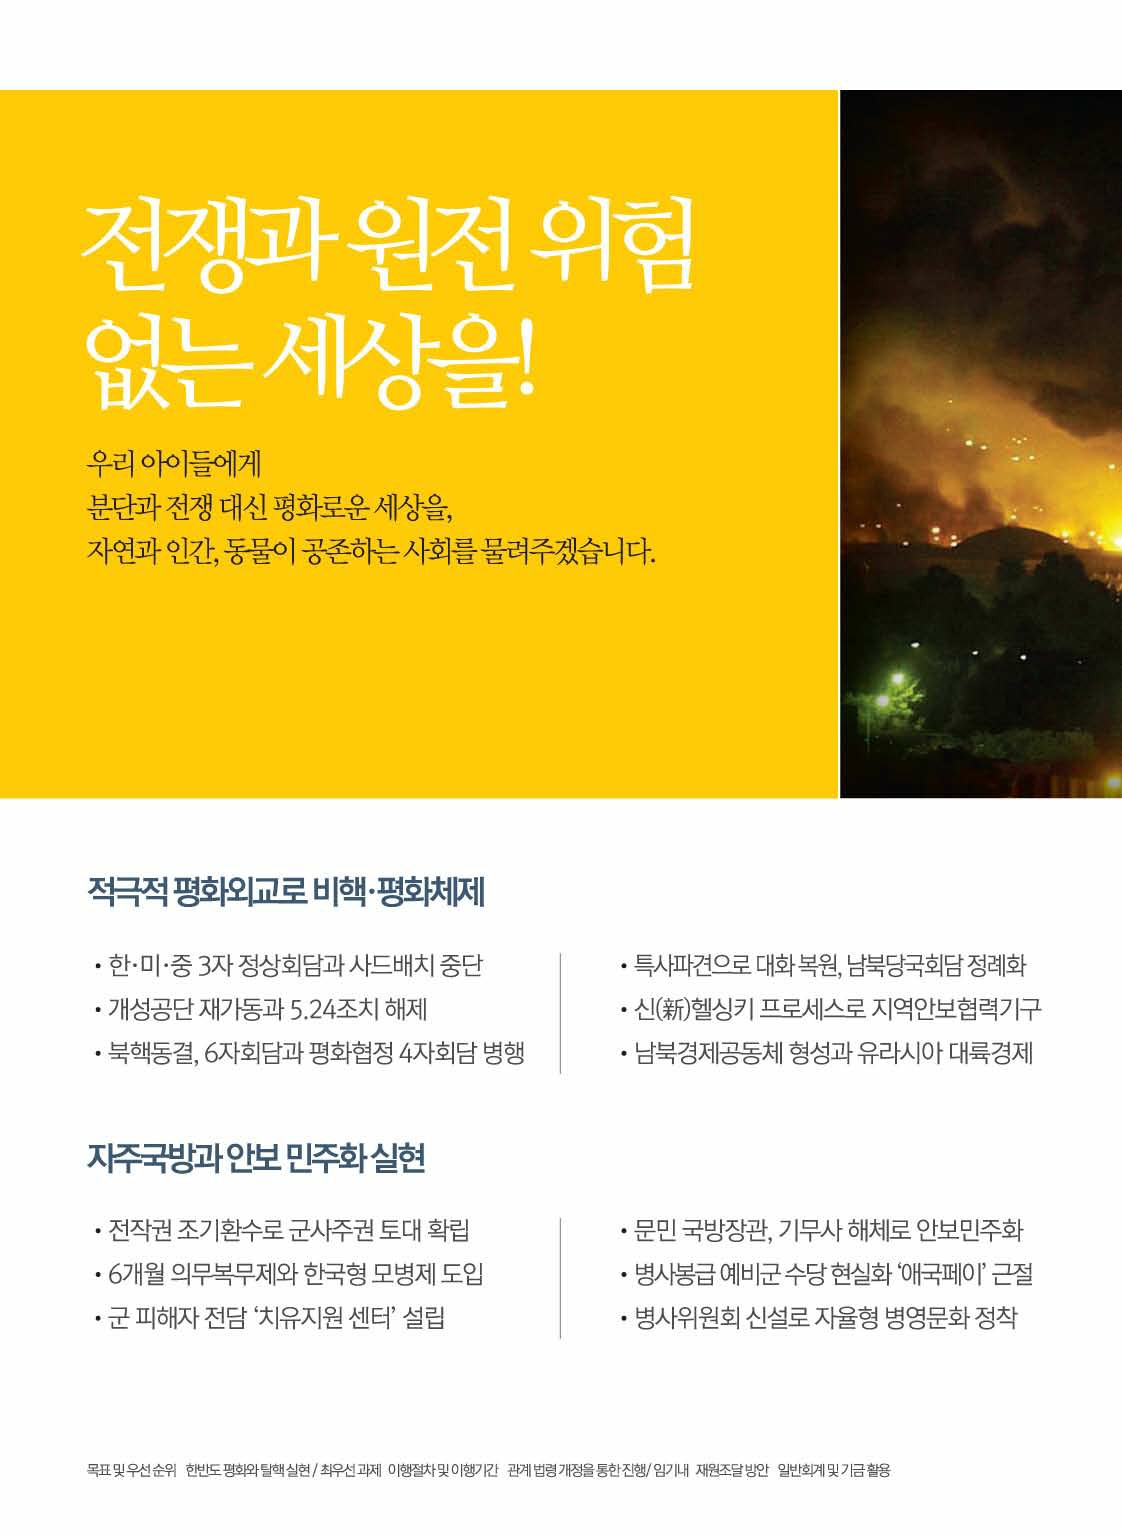 전쟁과 원전 위험
없는 세상을!
우리 아이들에게
분단과 전쟁 대신 평화로운 세상을,
자연과 인간, 동물이 공존하는 사회를 물려주겠습니다.
적극적 평화외교로 비핵·평화체제
• 한·미·중 3자 정상회담과 사드배치 중단
• 개성공단 재가동과 5.24조치 해제
• 북핵동결, 6자회담과 평화협정 4자회담 병행
• 특사파견으로 대화 복원, 남북당국회담 정례화
• 신(新)헬싱키 프로세스로 지역안보협력기구
• 남북경제공동체 형성과 유라시아 대륙경제
자주국방과 안보 민주화 실현
• 전작권 조기환수로 군사주권 토대 확립
• 6개월 의무복무제와 한국형 모병제 도입
• 군 피해자 전담 ‘치유지원 센터’ 설립
• 문민 국방장관, 기무사 해체로 안보민주화
• 병사봉급 예비군 수당 현실화 ‘애국페이’ 근절
• 병사위원회 신설로 자율형 병영문화 정착
목표 및 우선 순위 한반도 평화와 탈핵 실현 / 최우선 과제 이행절차 및 이행기간 관계 법령 개정을 통한 진행 / 임기내 재원조달 방안 일반회계 및 기금 활용